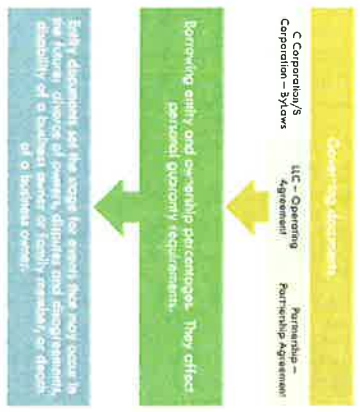 Governing documents
C Corporation/S
Corporation – ByLaws
LLC – Operating
Agreement
Partnership –
Partnership Agreement
Borrowing entity and ownership percentages. They affect
personal guaranty requirements.
Entity documents set the stage for events that may occur in
the future: divorce of owners, disputes and disagreements,
disability of a business owner or family member, or death
of a business owner.